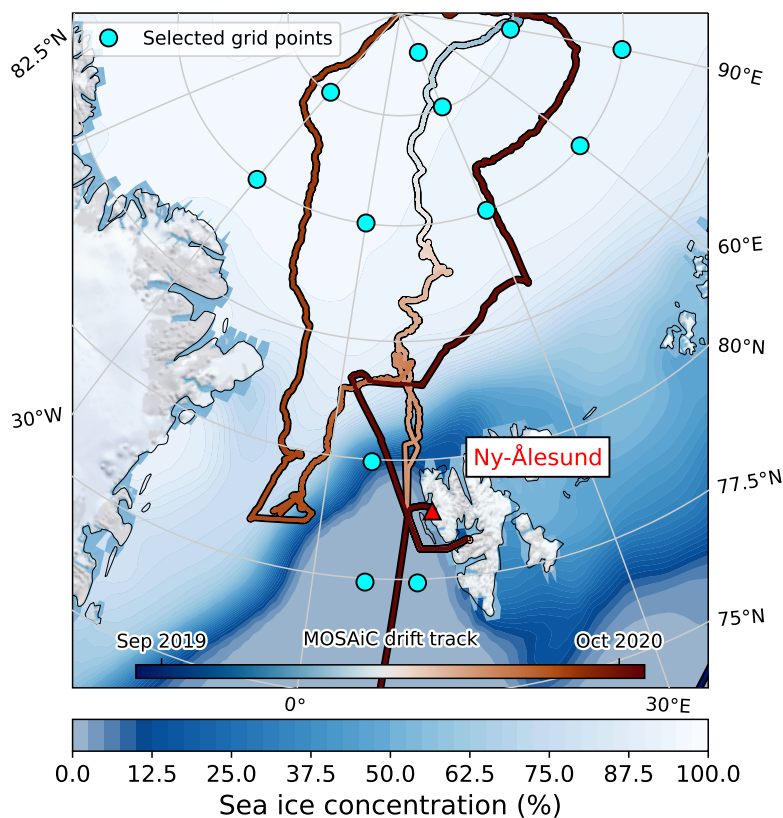 82.5°N
Selected grid points
90°E
60°E
80°N
30°W
Ny-Ålesund
77.5°N
75°N
Sep 2019 MOSAiC drift track Oct 2020
0° 30°E
0.0 12.5 25.0 37.5 50.0 62.5 75.0 87.5 100.0
Sea ice concentration (%)